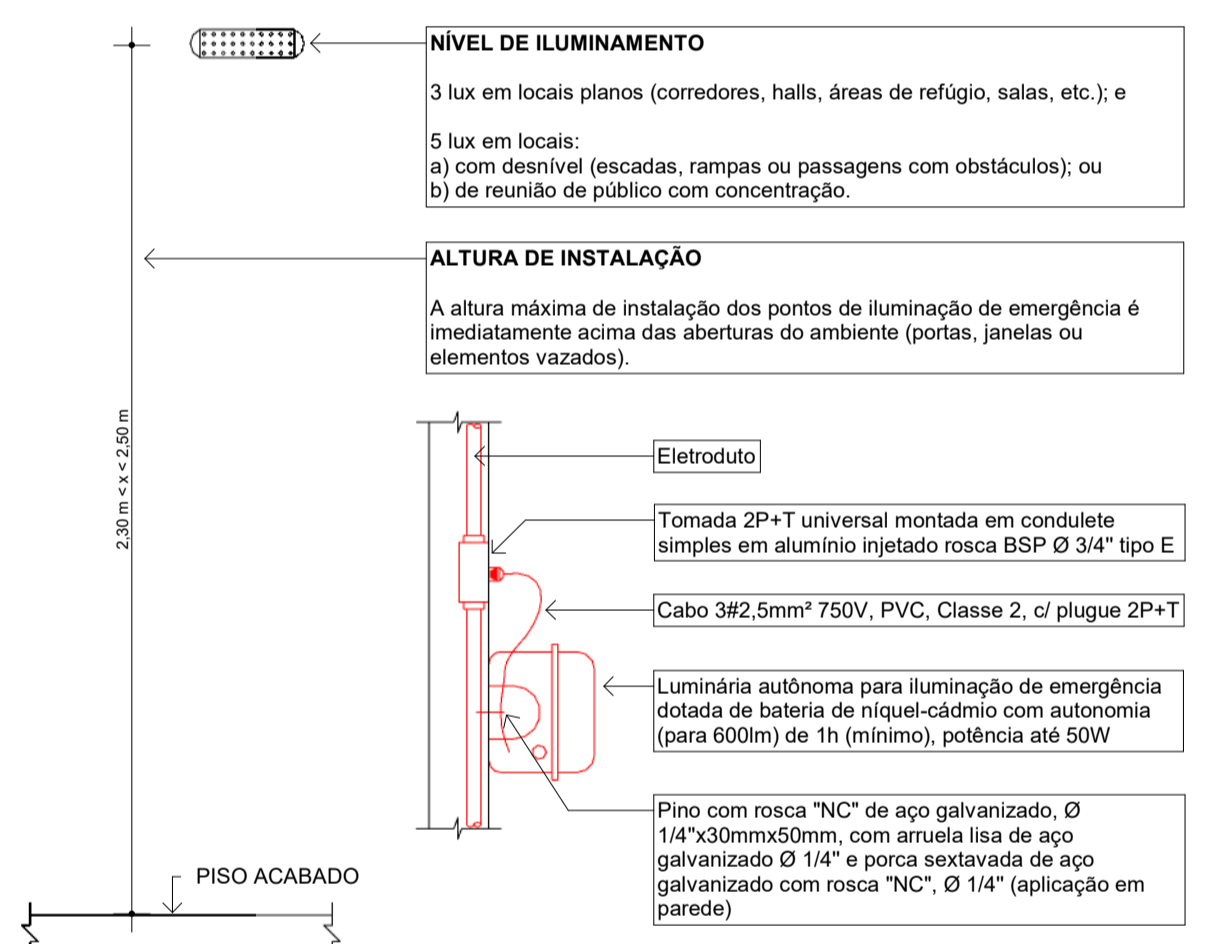 NÍVEL DE ILUMINAMENTO
3 lux em locais planos (corredores, halls, áreas de refúgio, salas, etc.); e
5 lux em locais:
a) com desnível (escadas, rampas ou passagens com obstáculos); ou
b) de reunião de público com concentração.
ALTURA DE INSTALAÇÃO
A altura máxima de instalação dos pontos de iluminação de emergência é
imediatamente acima das aberturas do ambiente (portas, janelas ou
elementos vazados).
2,30 m < x < 2,50 m
Eletroduto
Tomada 2P+T universal montada em condulete
simples em alumínio injetado rosca BSP Ø 3/4" tipo E
Cabo 3#2,5mm² 750V, PVC, Classe 2, c/ plugue 2P+T
Luminária autônoma para iluminação de emergência
dotada de bateria de níquel-cádmio com autonomia
(para 600lm) de 1h (mínimo), potência até 50W
Pino com rosca "NC" de aço galvanizado, Ø
1/4"x30mmx50mm, com arruela lisa de aço
galvanizado Ø 1/4" e porca sextavada de aço
galvanizado com rosca "NC", Ø 1/4" (aplicação em
parede)
PISO ACABADO